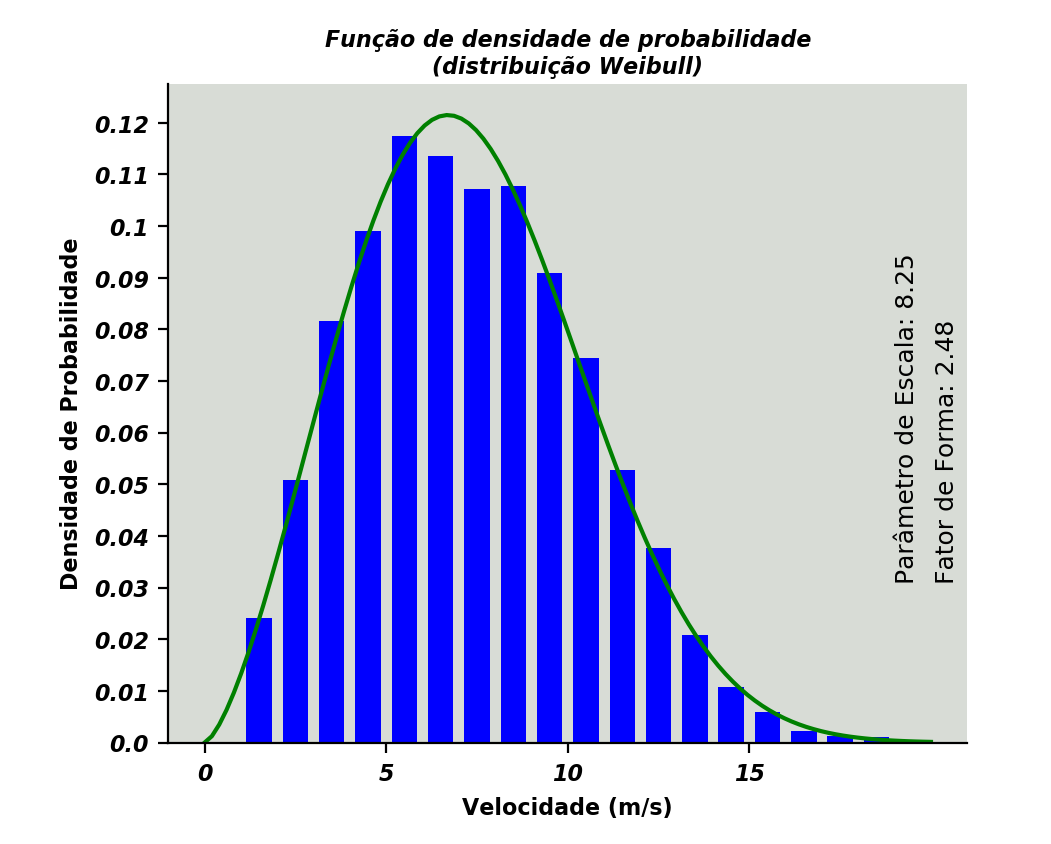 Função de densidade de probabilidade
(distribuição Weibull)
0.12
0.11
0.1
0.09
0.08
0.07
0.06
0.05
0.04
0.03
0.02
0.01
0.0
Densidade de Probabilidade
Parâmetro de Escala: 8.25
Fator de Forma: 2.48
0
5
10
15
Velocidade (m/s)